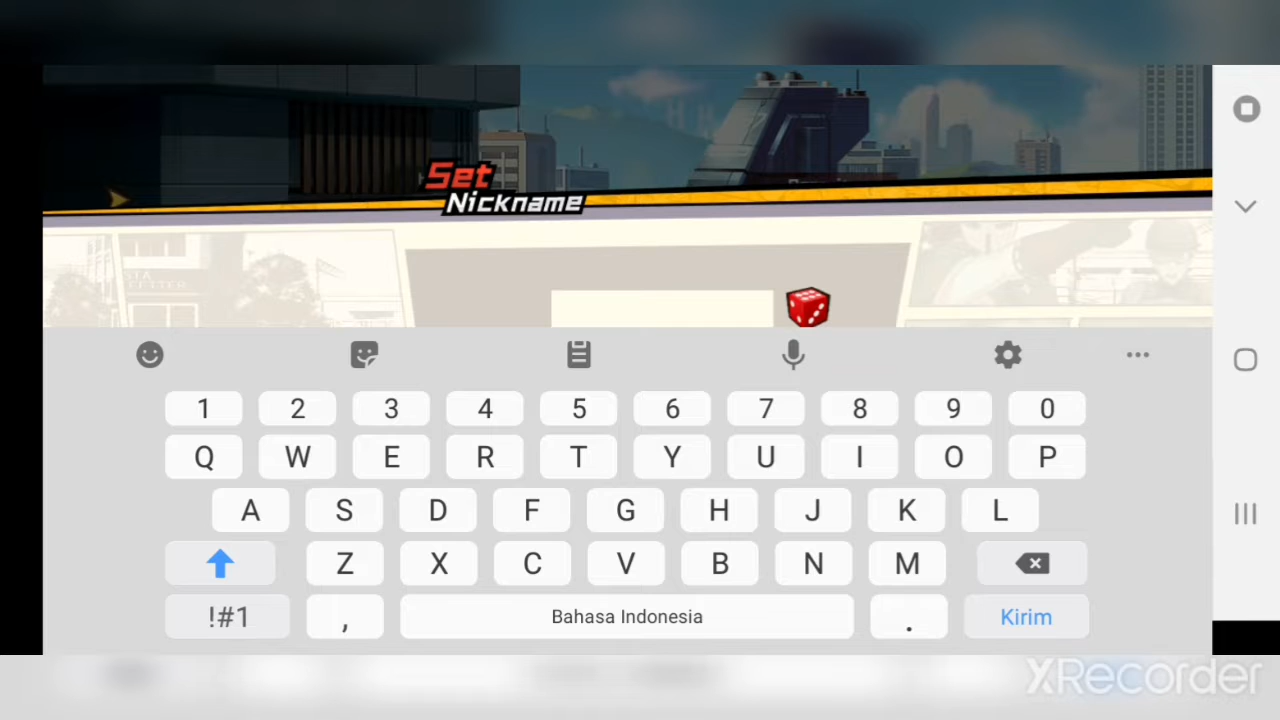 Set
Nickname
1 2 3 4 5 6 7 8 9 0
Q W E R T Y U I O P
A S D F G H J K L
Z X C V B N M
!#1 , Bahasa Indonesia . Kirim
XRecorder